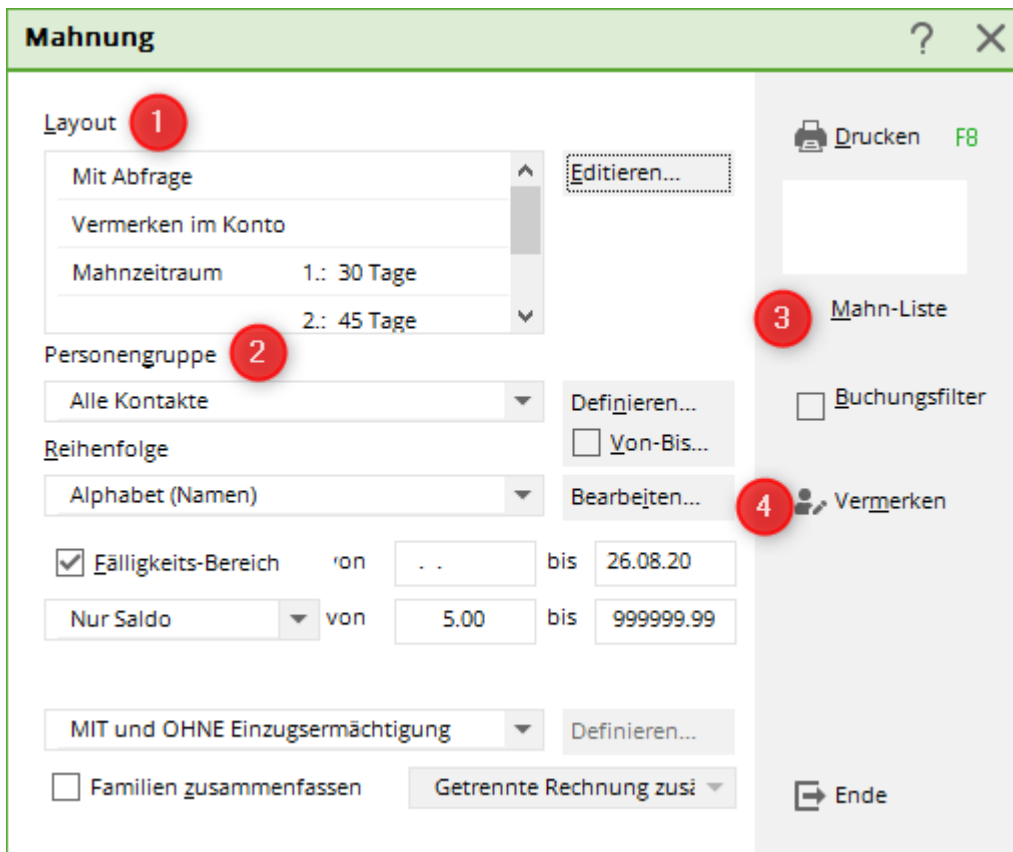 Mahnung ?
Layout 1
Mit Abfrage
Vermerken im Konto
Mahnzeitraum 1.: 30 Tage
2.: 45 Tage
Editieren...
Personengruppe 2
Alle Kontakte
Definieren...
Von-Bis...
Reihenfolge
Alphabet (Namen)
Bearbeiten...
Fälligkeits-Bereich von . . bis 26.08.20
Nur Saldo von 5.00 bis 999999.99
MIT und OHNE Einzugsermächtigung Definieren...
Familien zusammenfassen Getrennte Rechnung zusä
Drucken F8
3 Mahn-Liste
Buchungsfilter
4 Vermerken
Ende